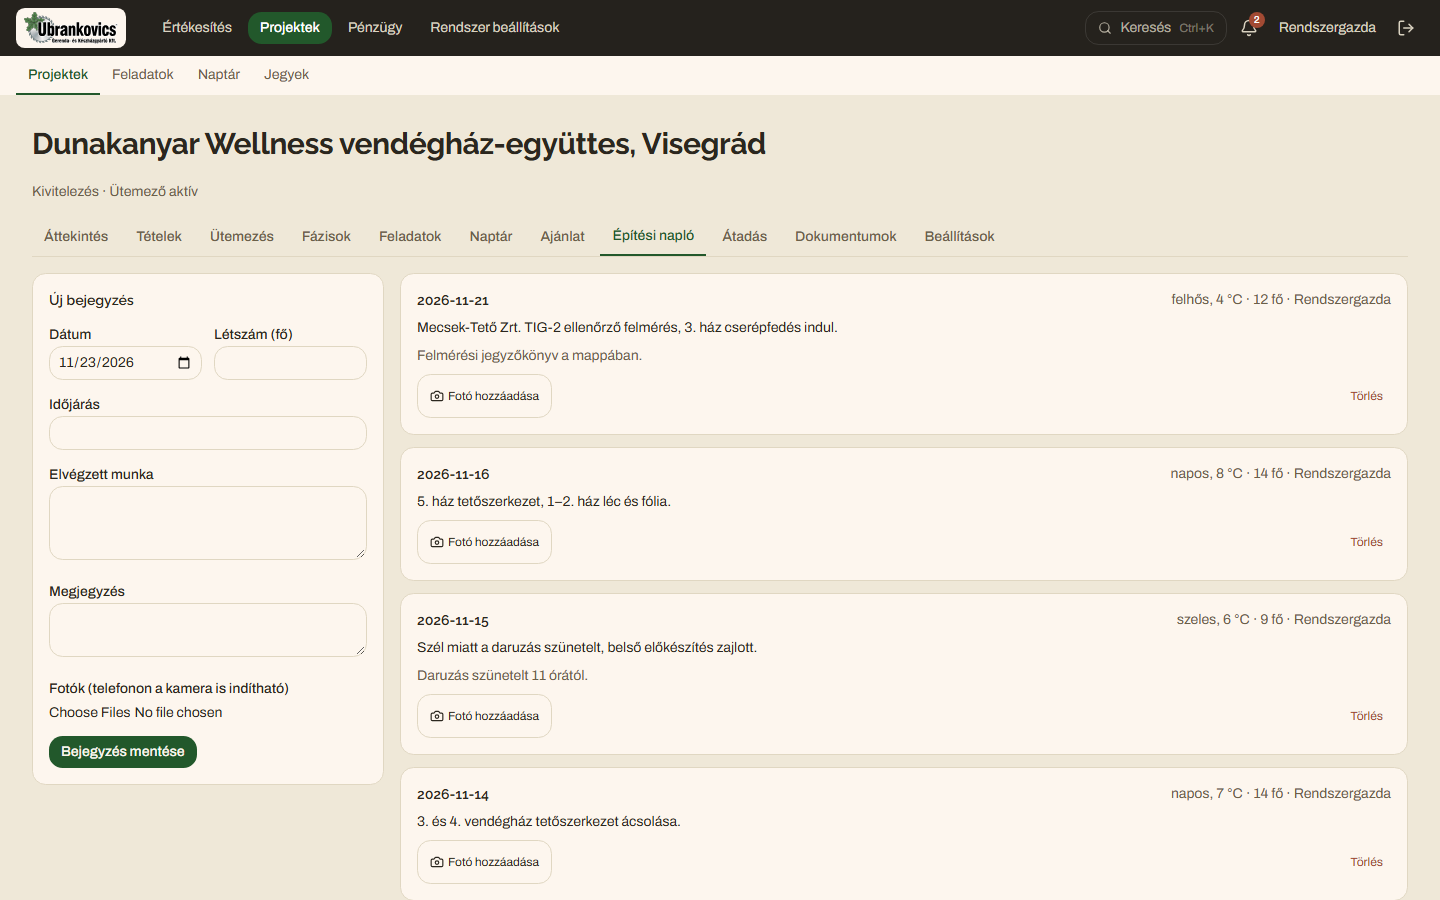 Ubrankovics
Gerenda- és Készházgyártó Kft.
Értékesítés Projektek Pénzügy Rendszer beállítások
Keresés Ctrl+K 2 Rendszergazda
Projektek Feladatok Naptár Jegyek
Dunakanyar Wellness vendégház-együttes, Visegrád
Kivitelezés · Ütemező aktív
Áttekintés Tételek Ütemezés Fázisok Feladatok Naptár Ajánlat Építési napló Átadás Dokumentumok Beállítások
Új bejegyzés
Dátum Létszám (fő)
11/23/2026
Időjárás
Elvégzett munka
Megjegyzés
Fotók (telefonon a kamera is indítható)
Choose Files No file chosen
Bejegyzés mentése
2026-11-21 felhős, 4 °C · 12 fő · Rendszergazda
Mecsek-Tető Zrt. TIG-2 ellenőrző felmérés, 3. ház cserépfedés indul.
Felmérési jegyzőkönyv a mappában.
Fotó hozzáadása Törlés
2026-11-16 napos, 8 °C · 14 fő · Rendszergazda
5. ház tetőszerkezet, 1–2. ház léc és fólia.
Fotó hozzáadása Törlés
2026-11-15 szeles, 6 °C · 9 fő · Rendszergazda
Szél miatt a daruzás szünetelt, belső előkészítés zajlott.
Daruzás szünetelt 11 órától.
Fotó hozzáadása Törlés
2026-11-14 napos, 7 °C · 14 fő · Rendszergazda
3. és 4. vendégház tetőszerkezet ácsolása.
Fotó hozzáadása Törlés